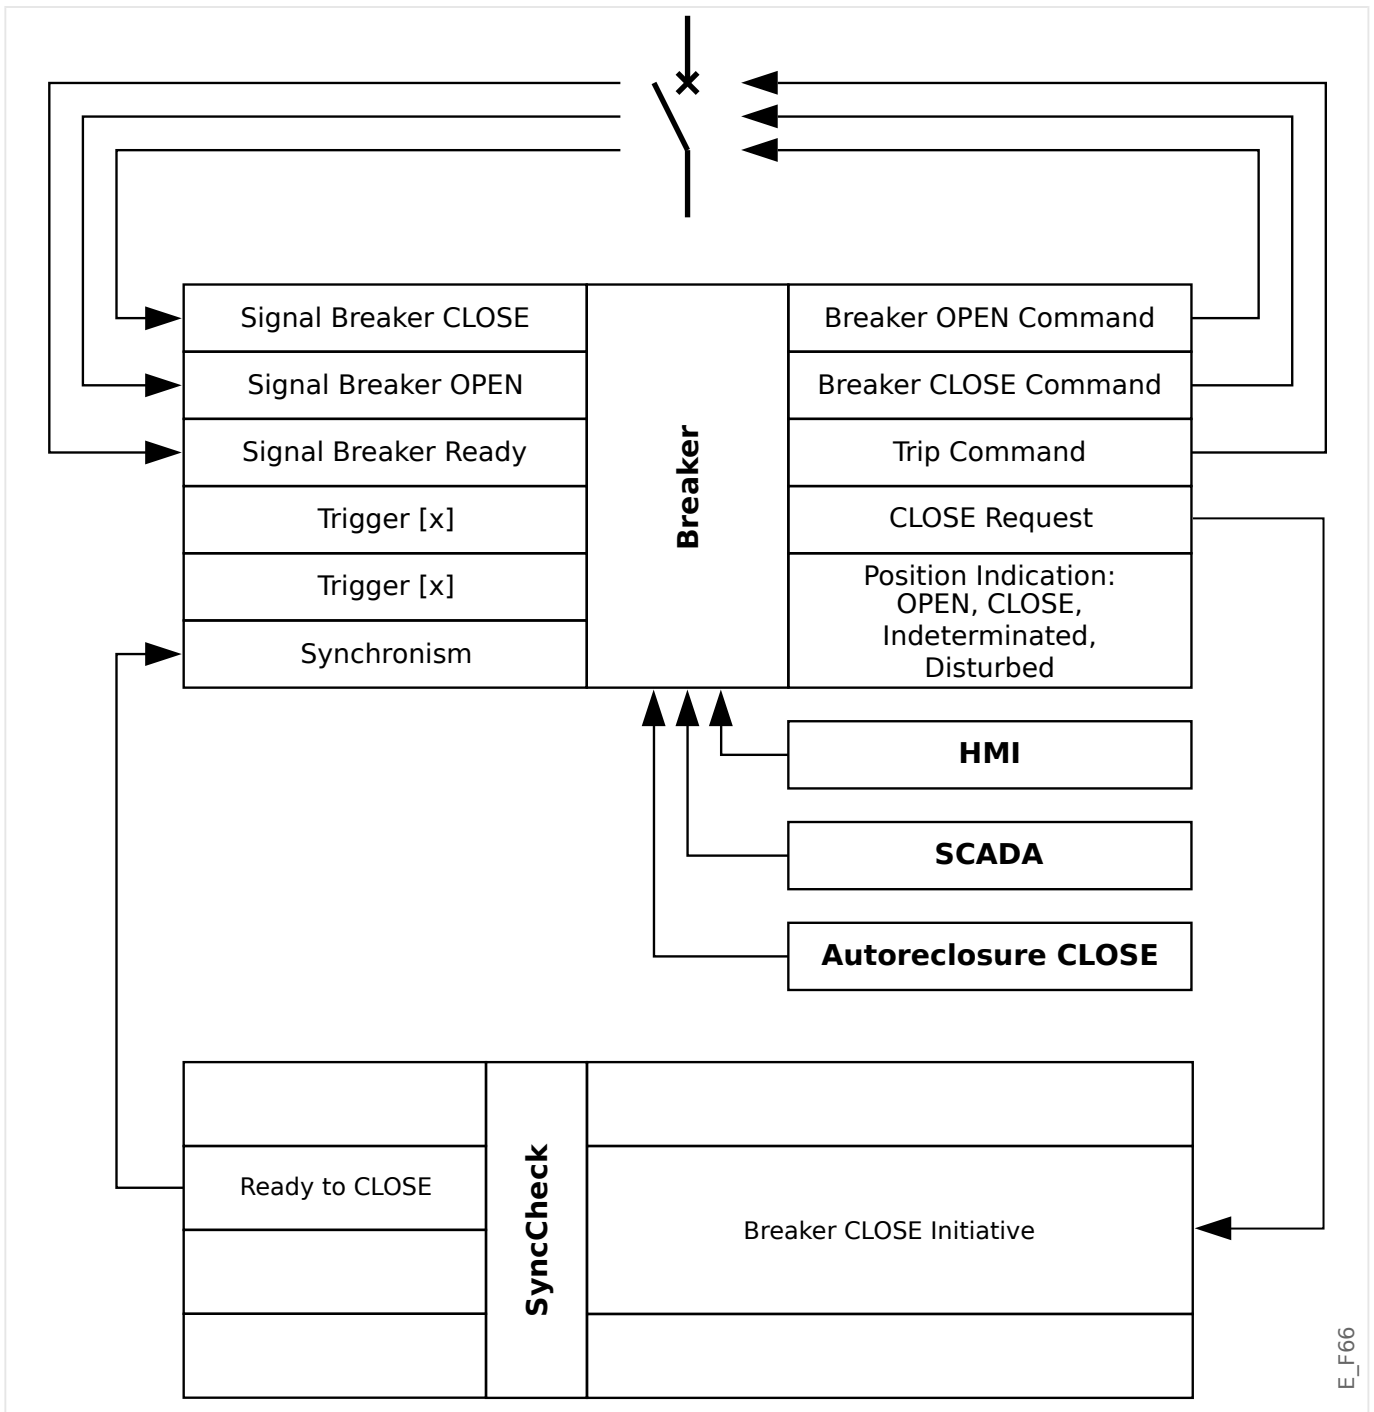 Signal Breaker CLOSE
Signal Breaker OPEN
Signal Breaker Ready
Trigger [x]
Trigger [x]
Synchronism
Breaker
Breaker OPEN Command
Breaker CLOSE Command
Trip Command
CLOSE Request
Position Indication:
OPEN, CLOSE,
Indeterminated,
Disturbed
HMI
SCADA
Autoreclosure CLOSE
Ready to CLOSE
SyncCheck
Breaker CLOSE Initiative
E_F66